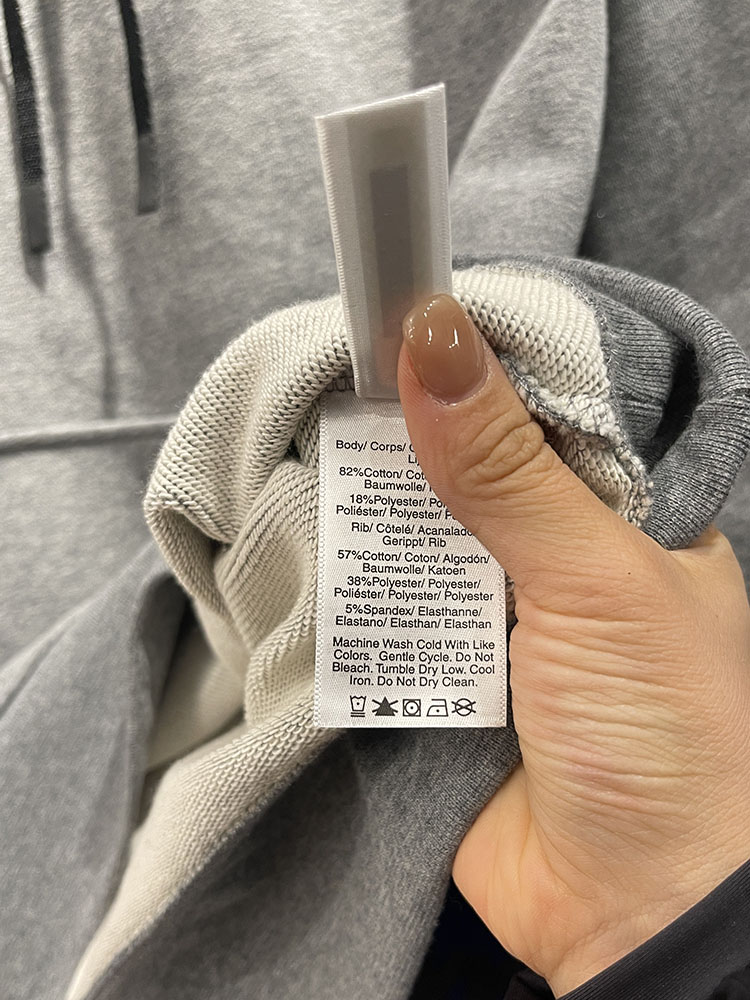 Body/ Corps/
82%Cotton/
Baumwolle/
18%Polyester/
Poliéster/ Polyester/
Rib/ Côtelé/ Acanalado
Gerippt/ Rib
57%Cotton/ Coton/ Algodón/
Baumwolle/ Katoen
38%Polyester/ Polyester/
Poliéster/ Polyester/ Polyester
5%Spandex/ Elasthanne/
Elastano/ Elasthan/ Elasthan
Machine Wash Cold With Like
Colors. Gentle Cycle. Do Not
Bleach. Tumble Dry Low. Cool
Iron. Do Not Dry Clean.